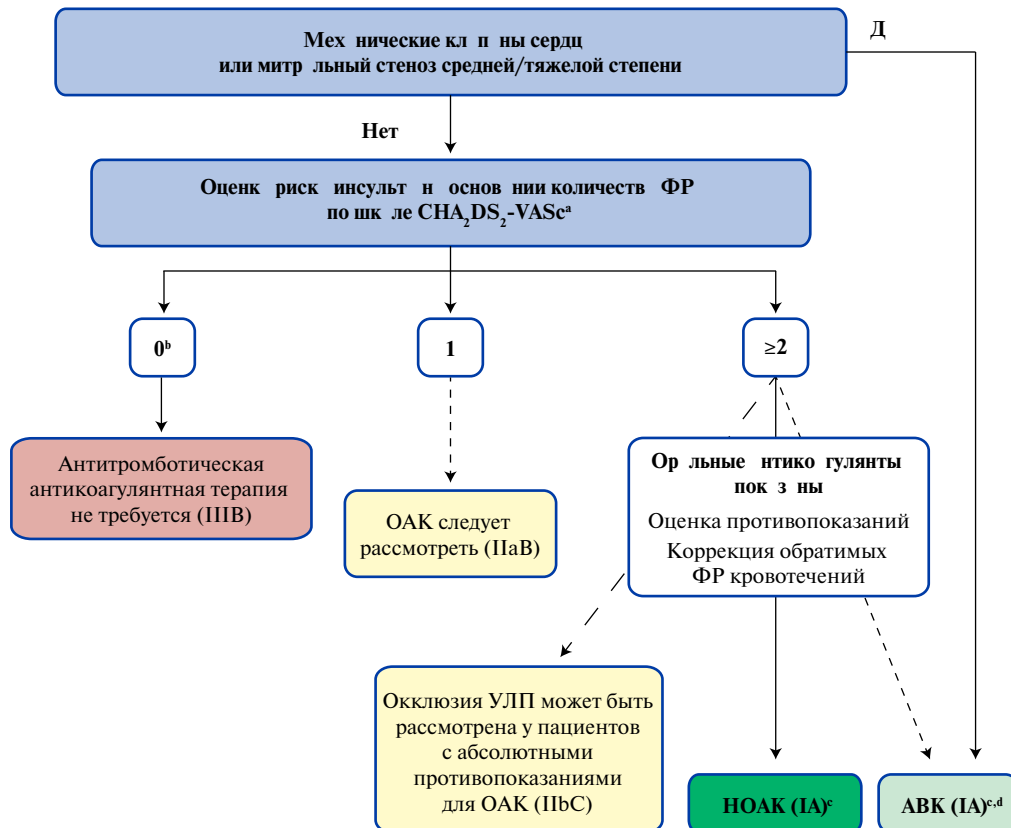 Мех нические кл п ны сердц
или митр льный стеноз средней/тяжелой степени
Д
Нет
Оценк риск инсульт н основ нии количеств ФР
по шк ле CHA₂DS₂-VAScᵃ
0ᵇ
1
≥2
Антитромботическая
антикоагулянтная терапия
не требуется (IIIB)
ОАК следует
рассмотреть (IIaB)
Ор льные нтико гулянты
пок з ны
Оценка противопоказаний
Коррекция обратимых
ФР кровотечений
Окклюзия УЛП может быть
рассмотрена у пациентов
с абсолютными
противопоказаниями
для ОАК (IIbC)
НОАК (IA)ᶜ
АВК (IA)ᶜ,ᵈ